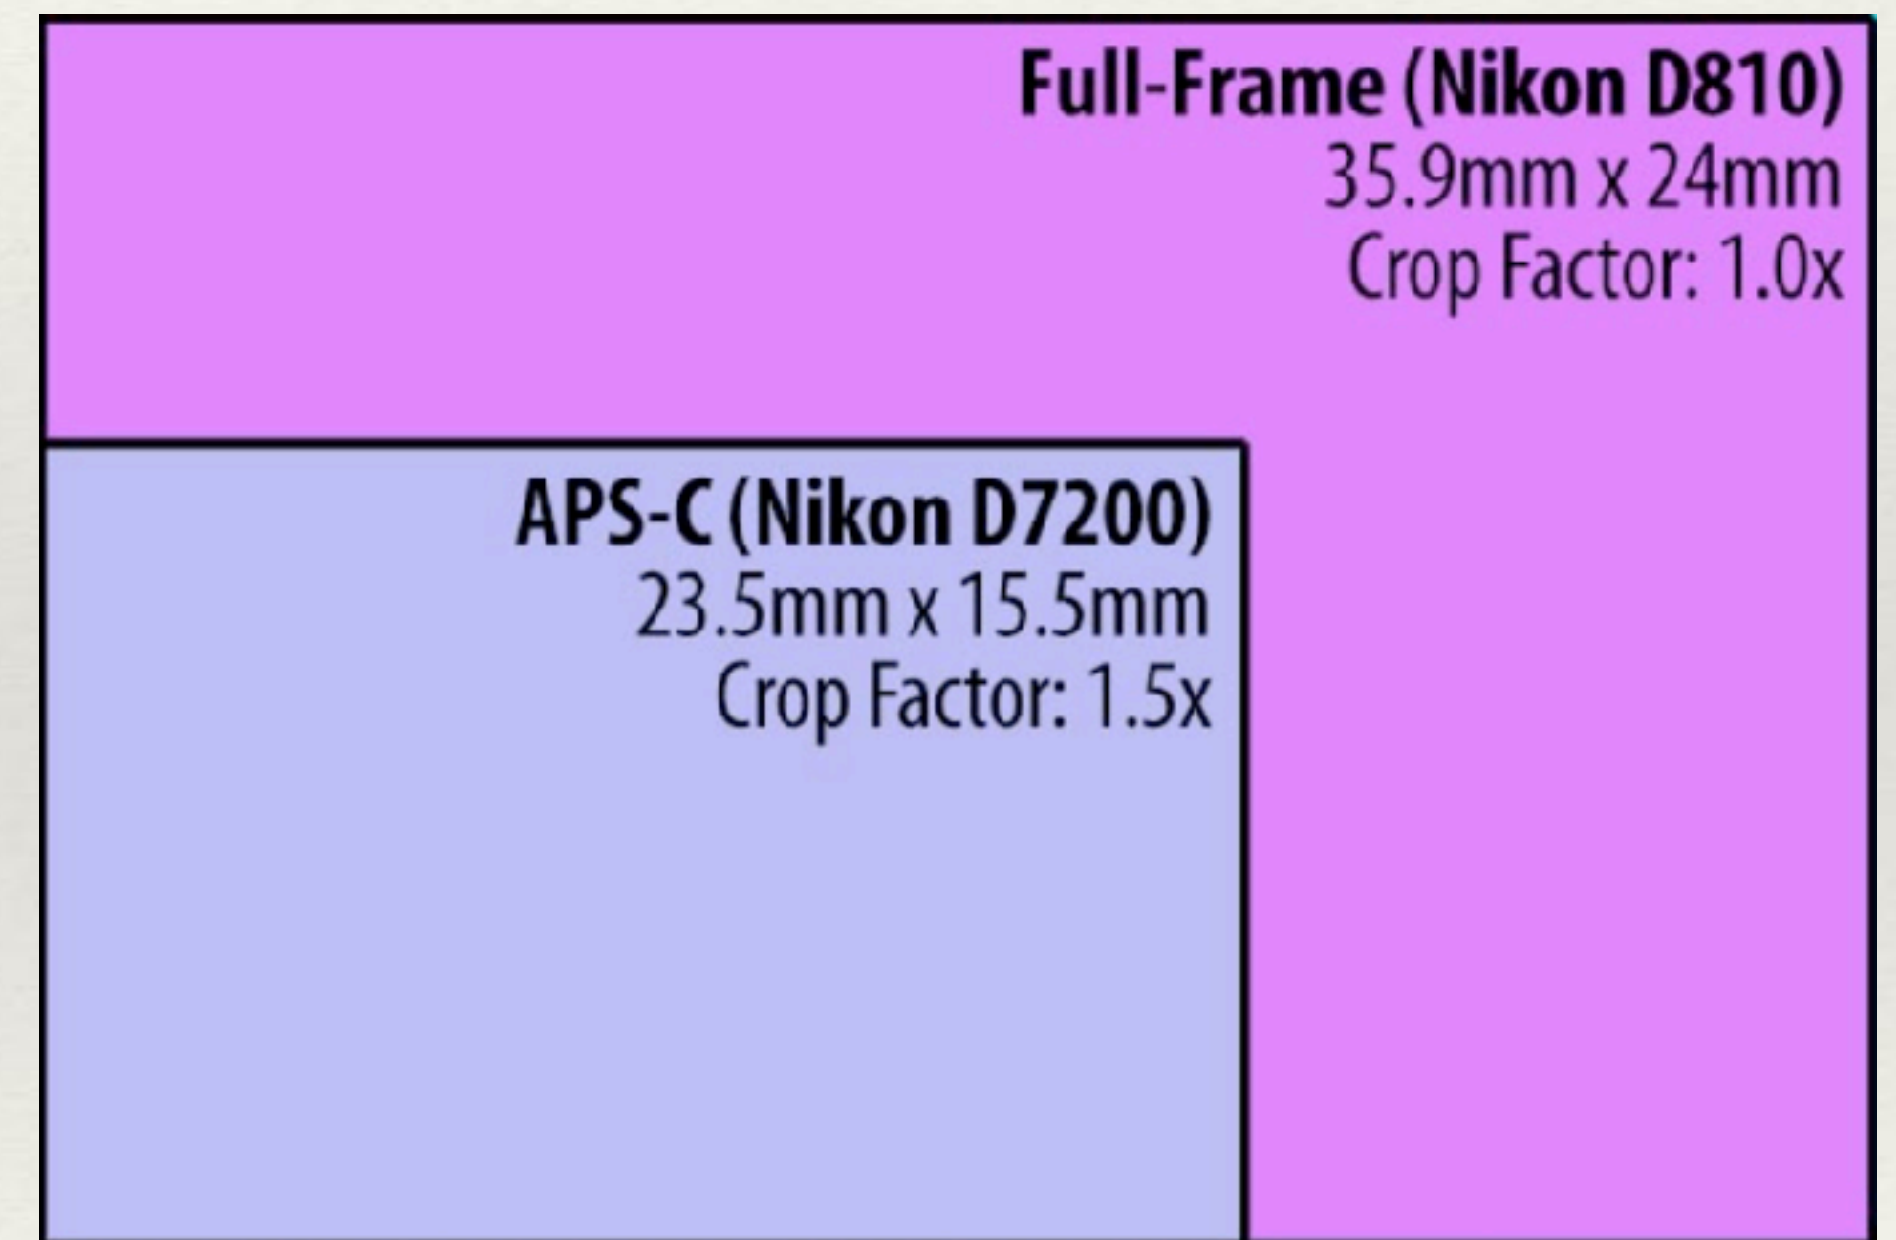 Full-Frame (Nikon D810)
35.9mm x 24mm
Crop Factor: 1.0x
APS-C (Nikon D7200)
23.5mm x 15.5mm
Crop Factor: 1.5x